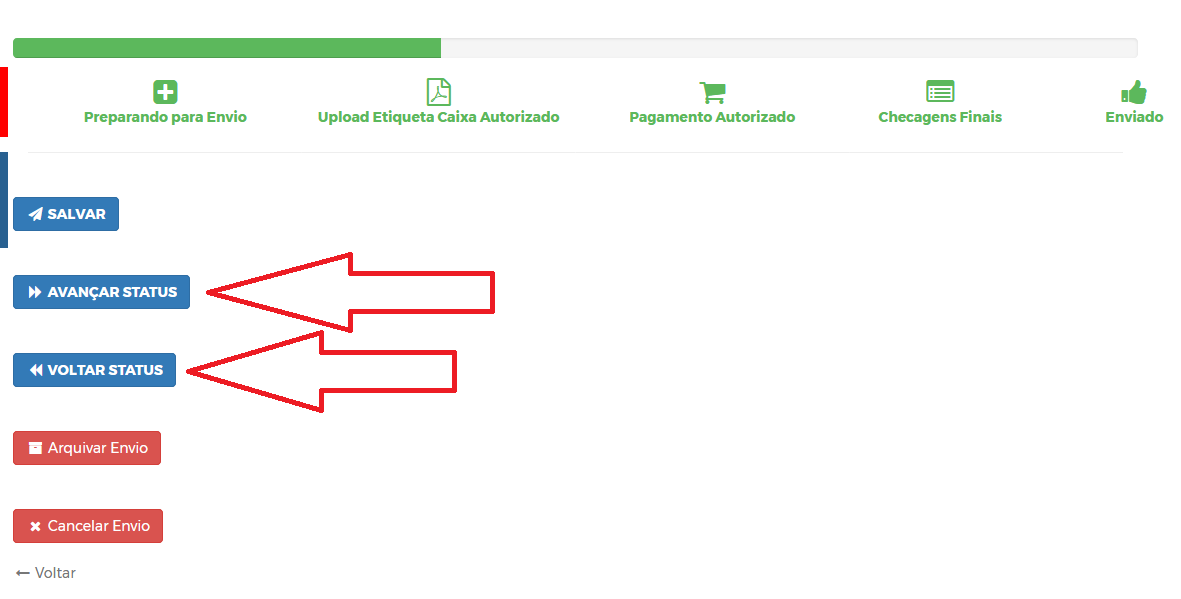 Preparando para Envio Upload Etiqueta Caixa Autorizado Pagamento Autorizado Checagens Finais Enviado
SALVAR
AVANÇAR STATUS
VOLTAR STATUS
Arquivar Envio
Cancelar Envio
← Voltar